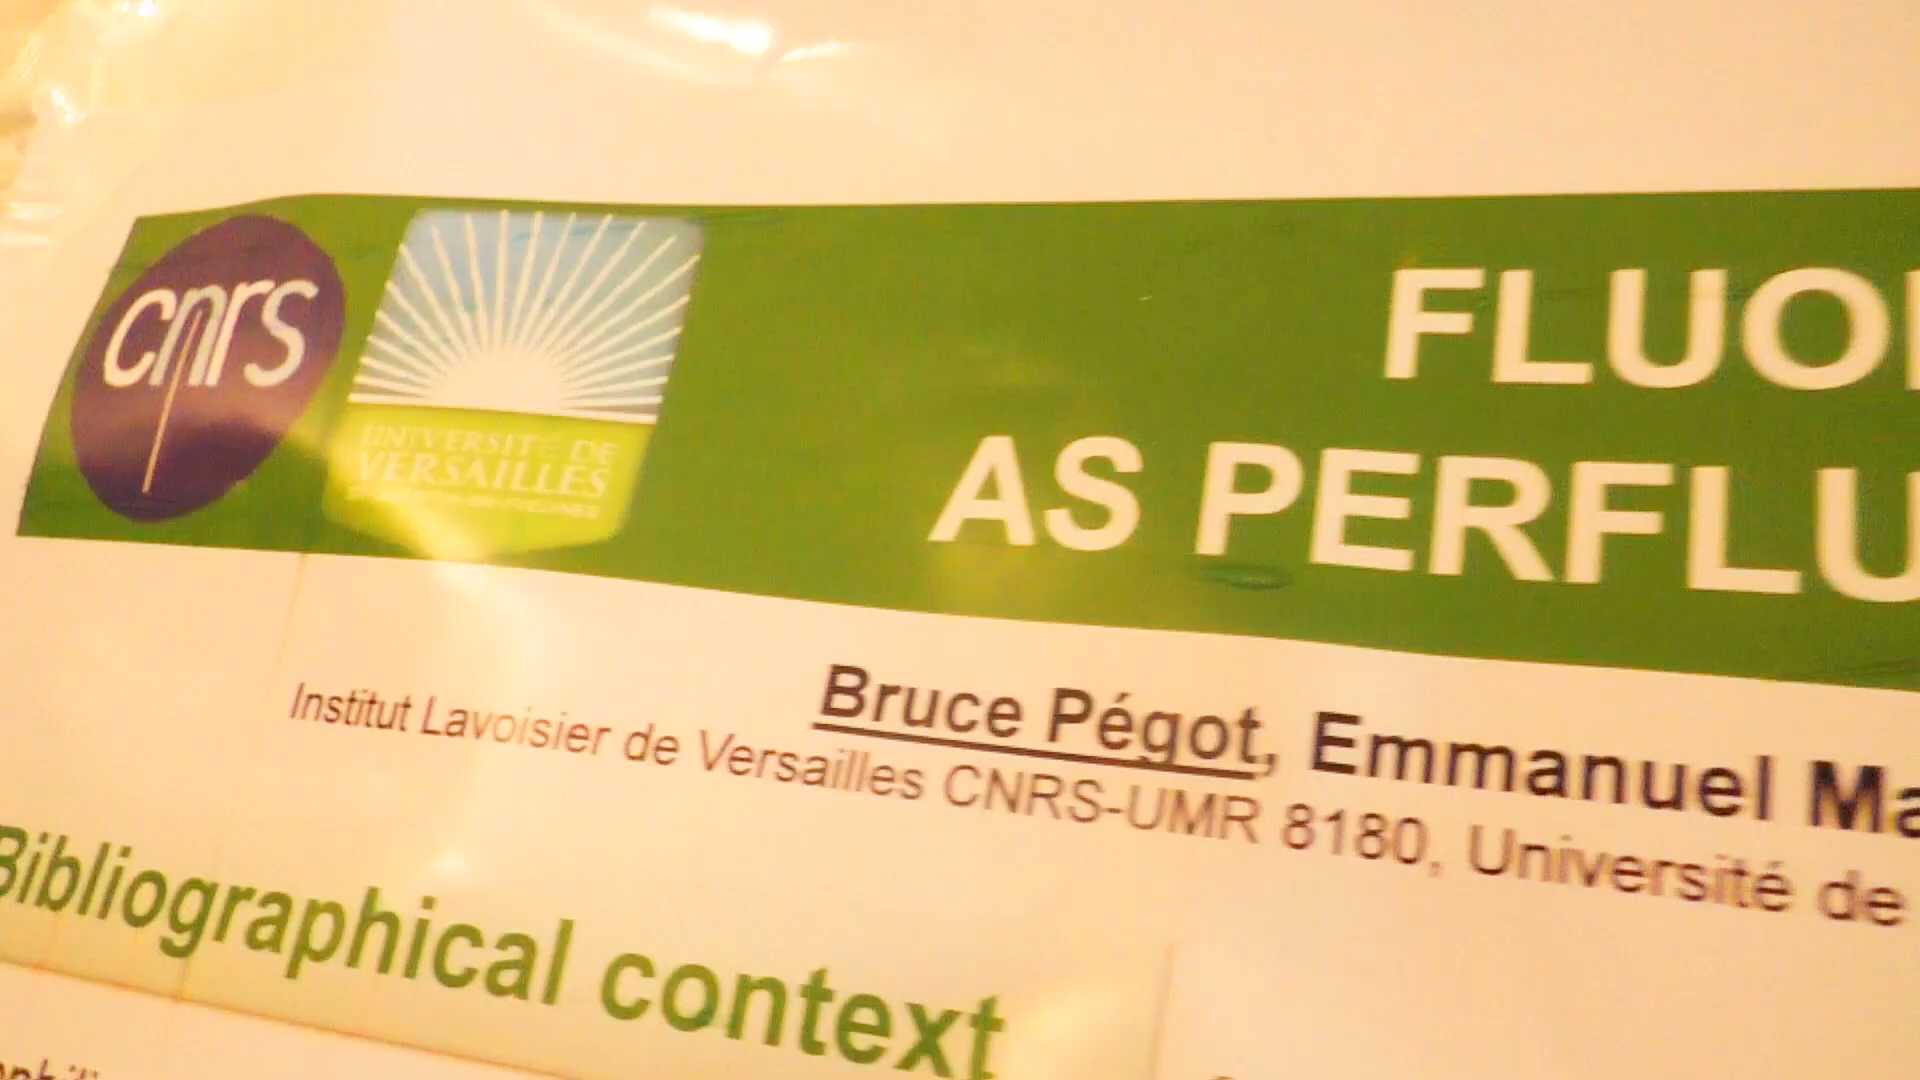 cnrs
UNIVERSITÉ DE
VERSAILLES
FLUO
AS PERFLU
Bruce Pégot, Emmanuel Ma
Institut Lavoisier de Versailles CNRS-UMR 8180, Université de
Bibliographical context